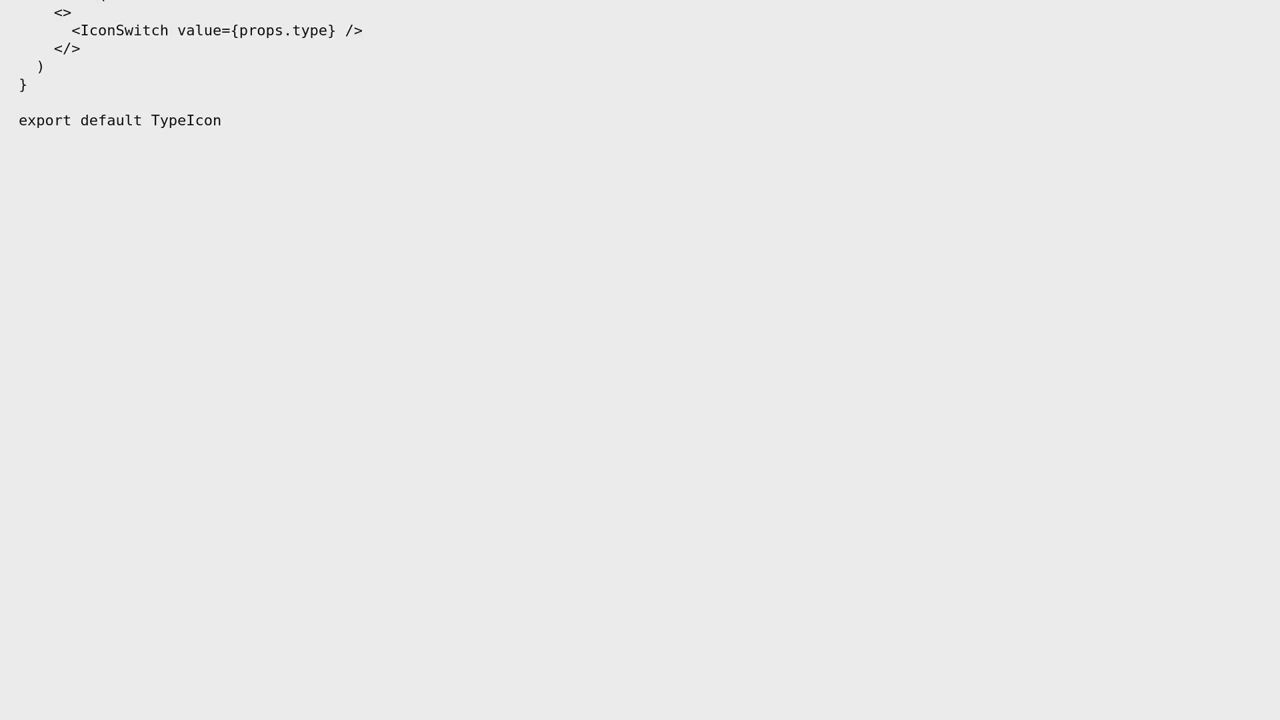 <>
      <IconSwitch value={props.type} />
    </>
  )
}

export default TypeIcon